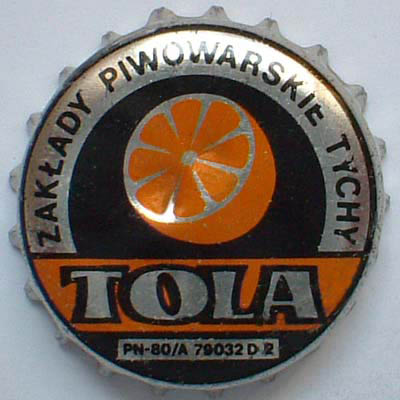 ZAKŁADY PIWOWARSKIE TYCHY
TOLA
PN-80/A 79032 D 2